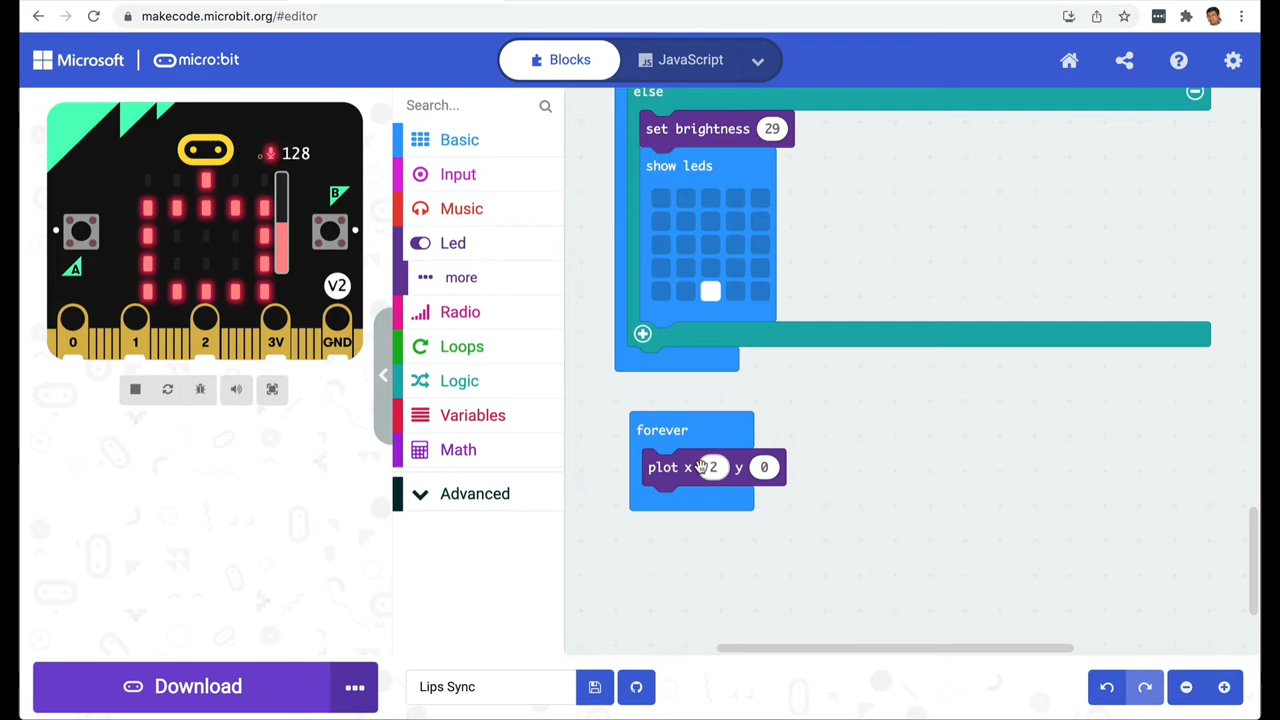 makecode.microbit.org/#editor
Microsoft
micro:bit
Blocks
JavaScript
128
B
A
V2
0
1
2
3V
GND
Download
Search...
Basic
Input
Music
Led
more
Radio
Loops
Logic
Variables
Math
Advanced
else
set brightness 29
show leds
forever
plot x 2 y 0
Lips Sync